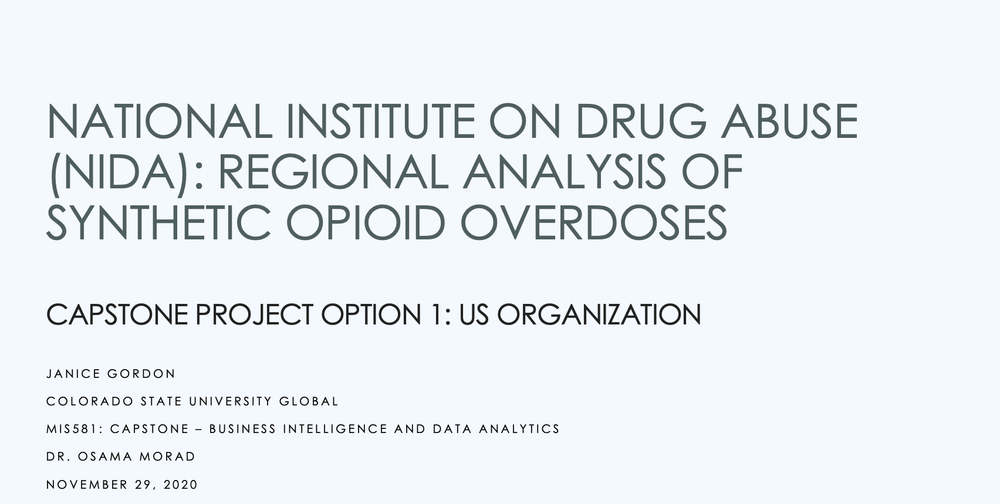 NATIONAL INSTITUTE ON DRUG ABUSE
(NIDA): REGIONAL ANALYSIS OF
SYNTHETIC OPIOID OVERDOSES
CAPSTONE PROJECT OPTION 1: US ORGANIZATION
JANICE GORDON
COLORADO STATE UNIVERSITY GLOBAL
MIS581: CAPSTONE – BUSINESS INTELLIGENCE AND DATA ANALYTICS
DR. OSAMA MORAD
NOVEMBER 29, 2020